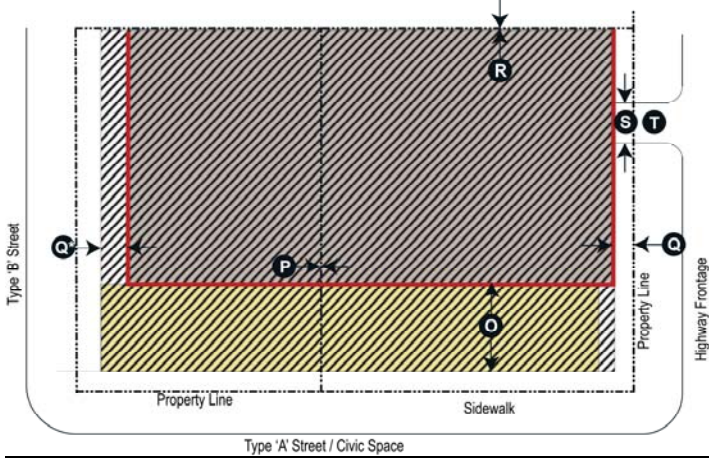 R
S T
Type 'B' Street
Q
P
Q
O
Property Line
Highway Frontage
Property Line
Sidewalk
Type 'A' Street / Civic Space